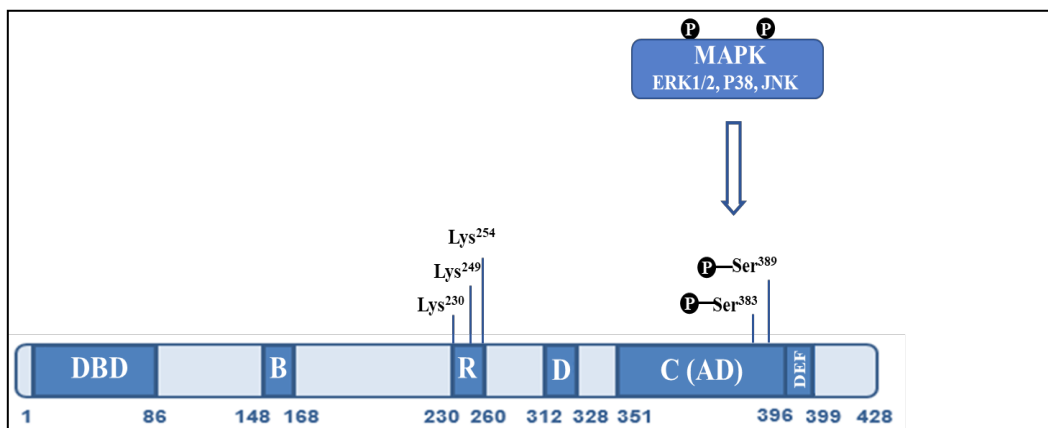 P P
MAPK
ERK1/2, P38, JNK
Lys254
Lys249
P Ser389
Lys230
P Ser383
DBD B R D C (AD) DEF
1 86 148 168 230 260 312 328 351 396 399 428